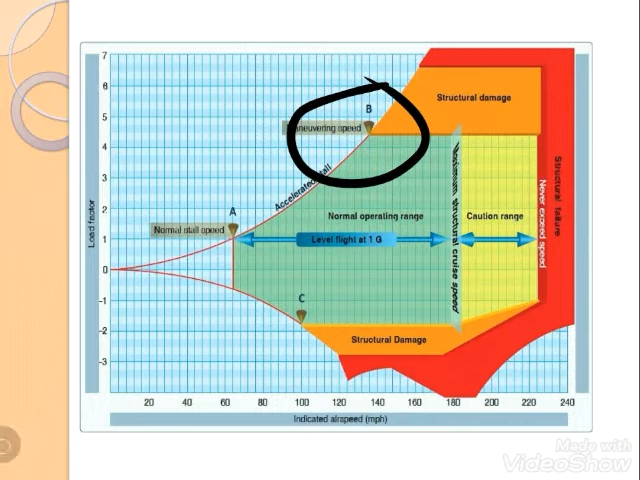 7
6
5
4
3
2
1
0
-1
-2
-3
Load factor
Structural damage
B
Maneuvering speed
Accelerated stall
A
Normal stall speed
Normal operating range
Level flight at 1 G
Maximum structural cruise speed
Caution range
Never exceed speed
Structural failure
C
Structural Damage
20 40 60 80 100 120 140 160 180 200 220 240
Indicated airspeed (mph)
Made with
VideoShow